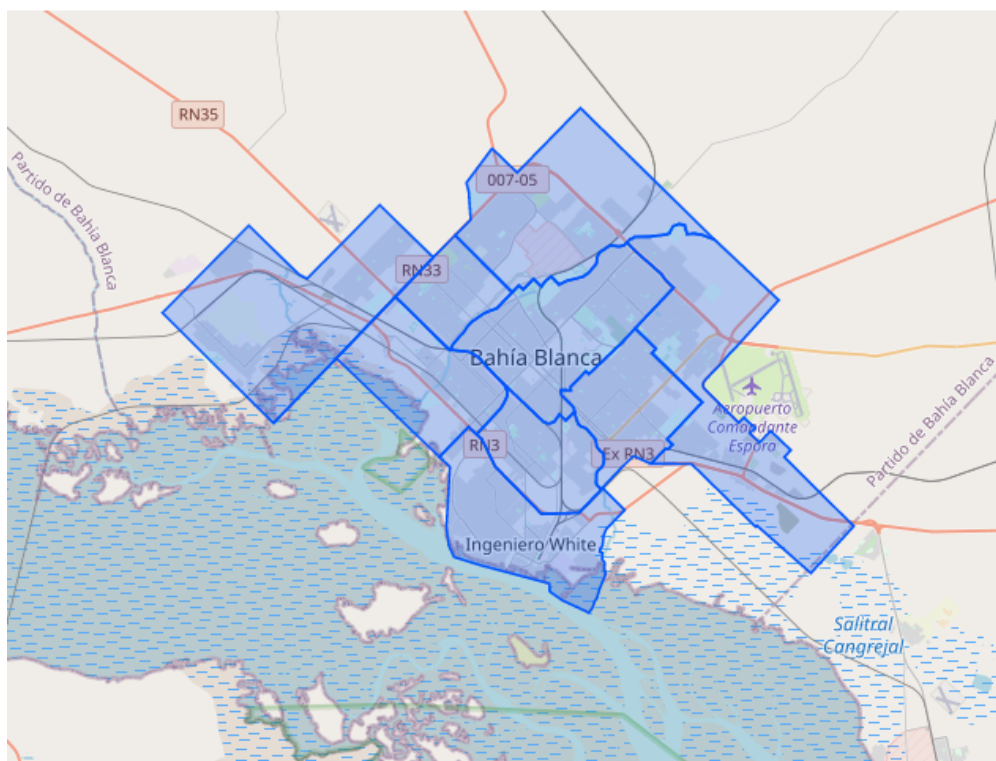 RN35
Partido de Bahía Blanca
007-05
RN33
Bahía Blanca
Aeropuerto
Comandante
Espora
Partido de Bahía Blanca
RN3
Ex RN3
Ingeniero White
Salitral
Cangrejal